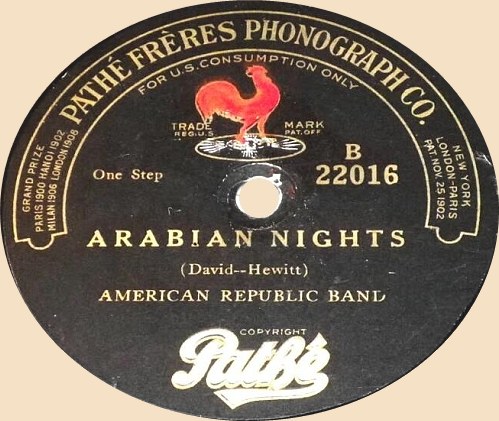 PATHÉ FRÈRES PHONOGRAPH CO.
FOR U.S. CONSUMPTION ONLY
GRAND PRIZE
PARIS 1900 HANOI 1902
MILAN 1906 LONDON 1908
NEW YORK
LONDON-PARIS
PAT. NOV. 25 1902
TRADE MARK
REG.U.S. PAT. OFF.
One Step
B
22016
ARABIAN NIGHTS
(David--Hewitt)
AMERICAN REPUBLIC BAND
COPYRIGHT
Pathé